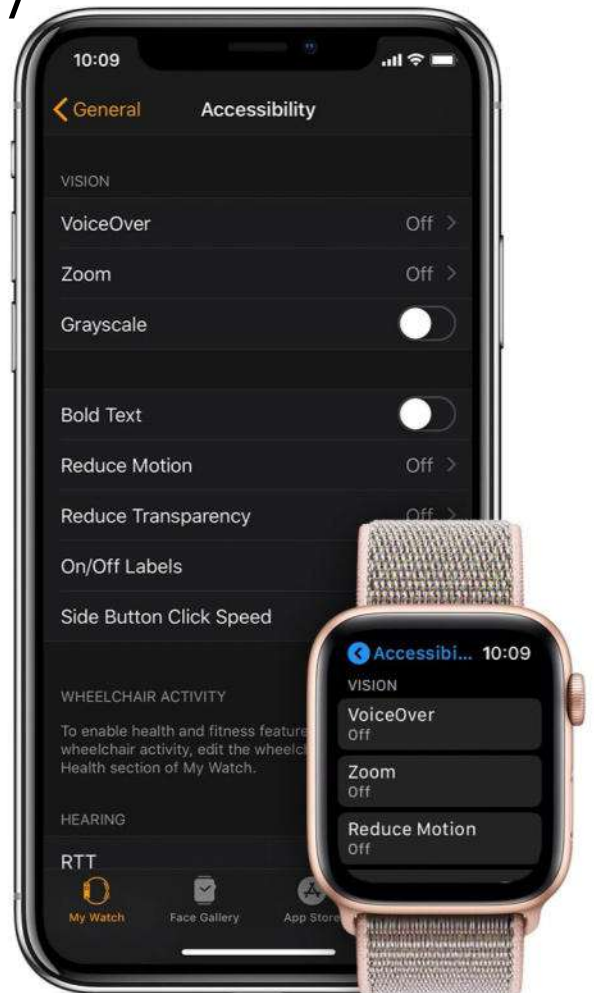 10:09
General Accessibility
VISION
VoiceOver Off
Zoom Off
Grayscale
Bold Text
Reduce Motion Off
Reduce Transparency Off
On/Off Labels
Side Button Click Speed
WHEELCHAIR ACTIVITY
To enable health and fitness feature
wheelchair activity, edit the wheelc
Health section of My Watch.
HEARING
RTT
My Watch Face Gallery App Store
Accessibi... 10:09
VISION
VoiceOver
Off
Zoom
Off
Reduce Motion
Off